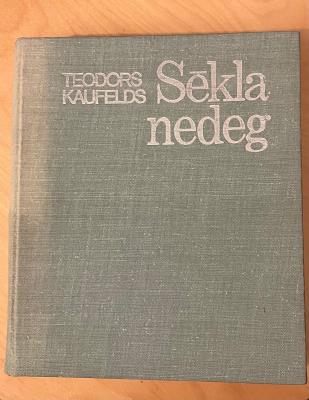 TEODORS
KAUFELDS
Sēkla
nedeg